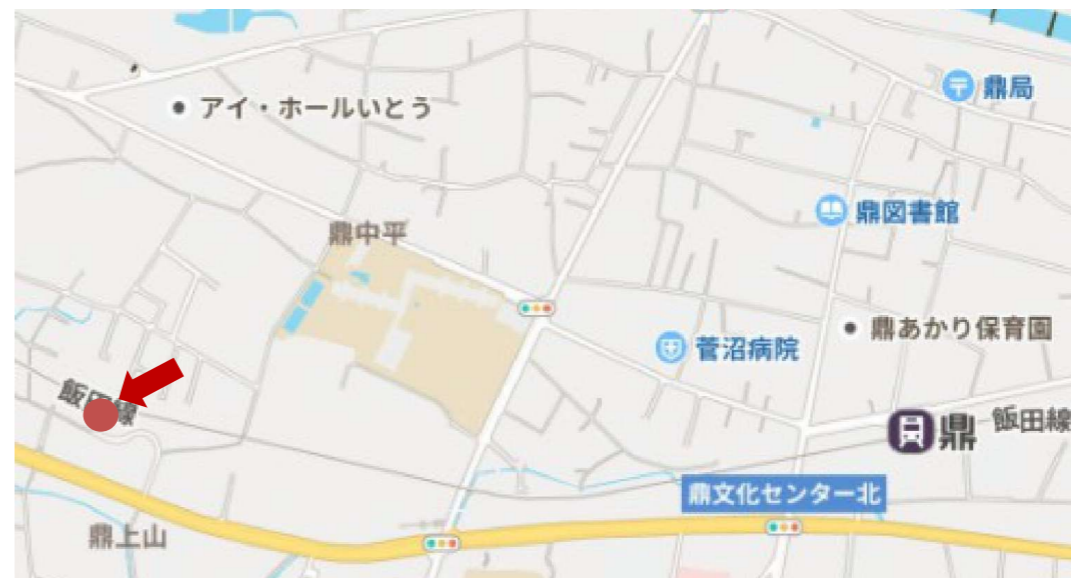 鼎局
アイ・ホールいとう
鼎図書館
鼎中平
鼎あかり保育園
菅沼病院
飯田線
飯田線
鼎
鼎文化センター北
鼎上山